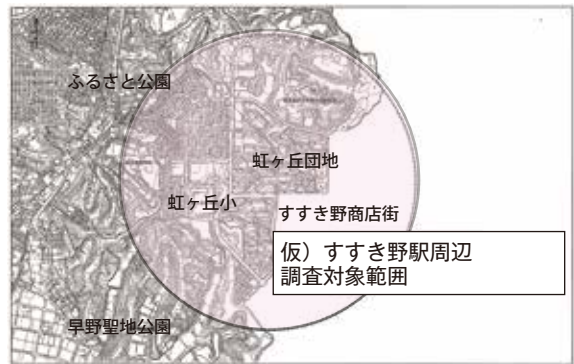 ふるさと公園
虹ヶ丘団地
虹ヶ丘小
すすき野商店街
仮）すすき野駅周辺
調査対象範囲
早野聖地公園